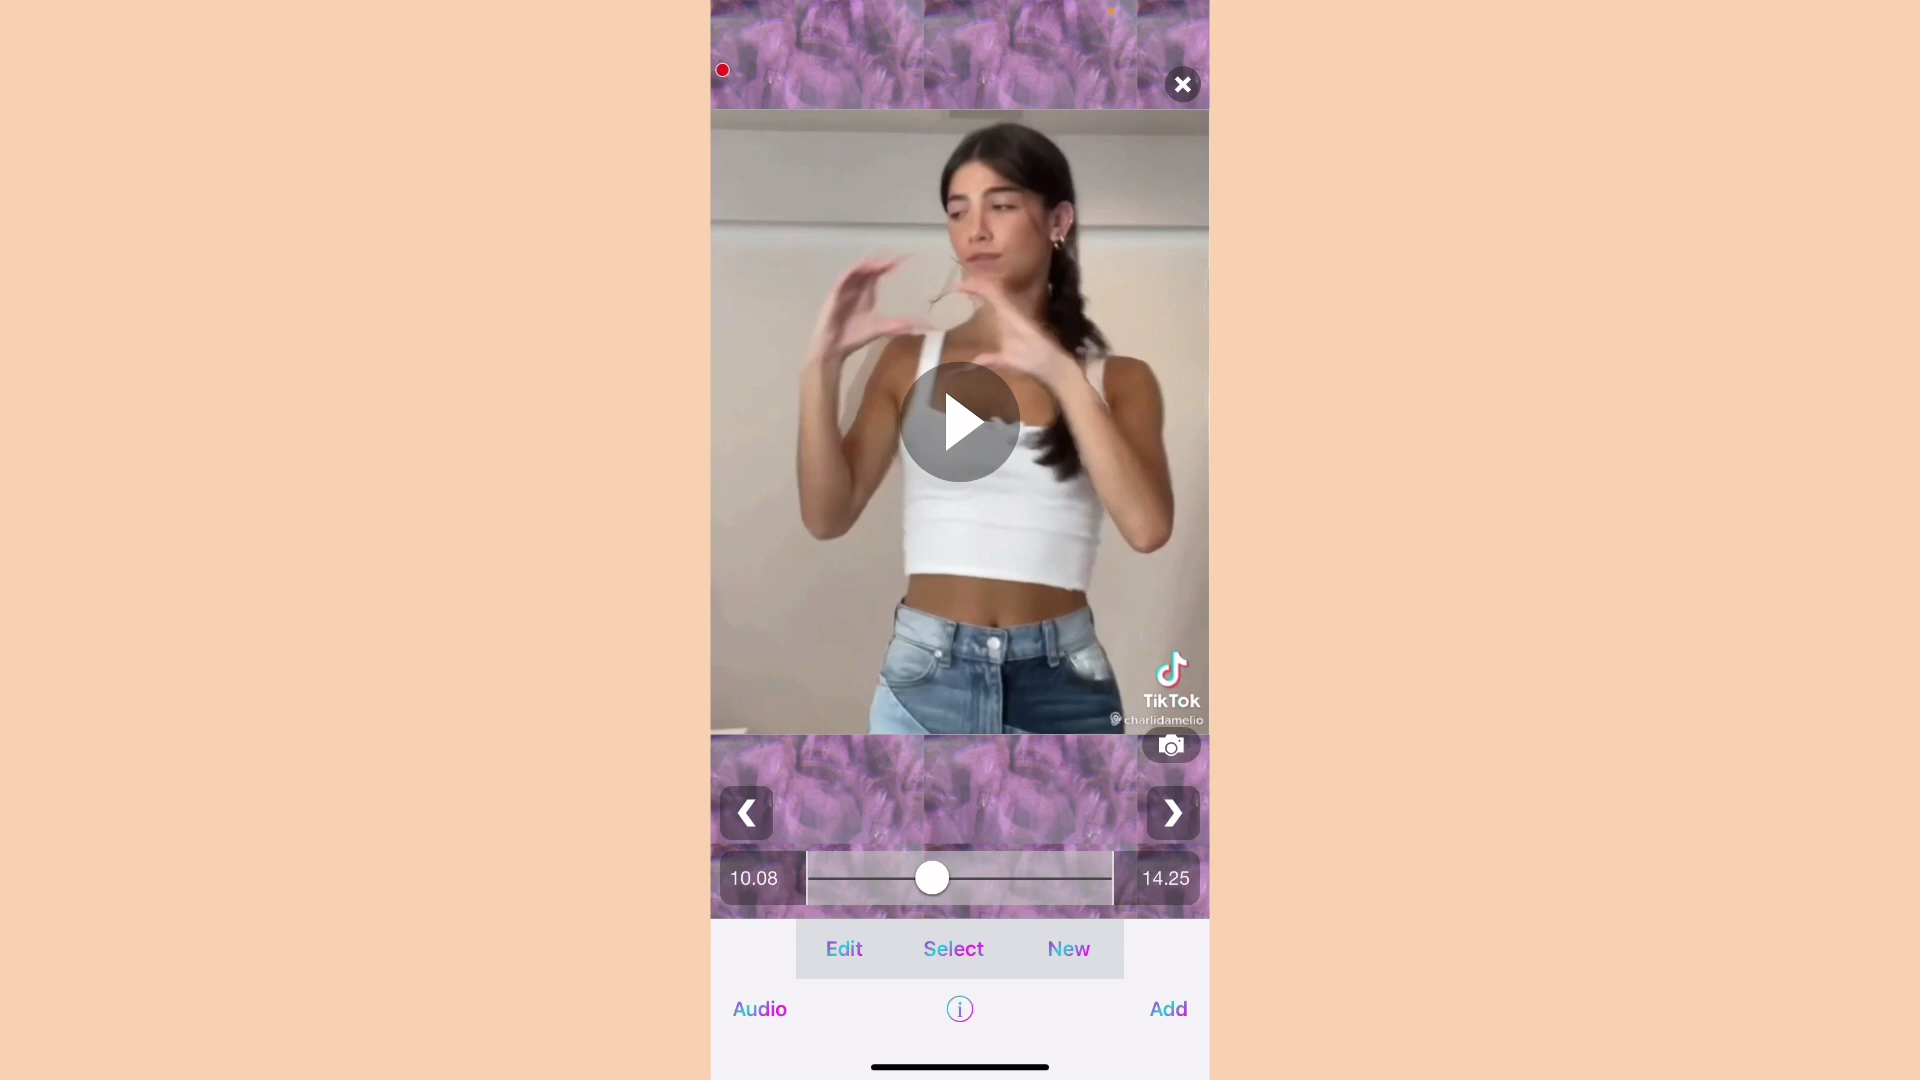 TikTok
charlidamelio
10.08
14.25
Edit Select New
Audio i Add